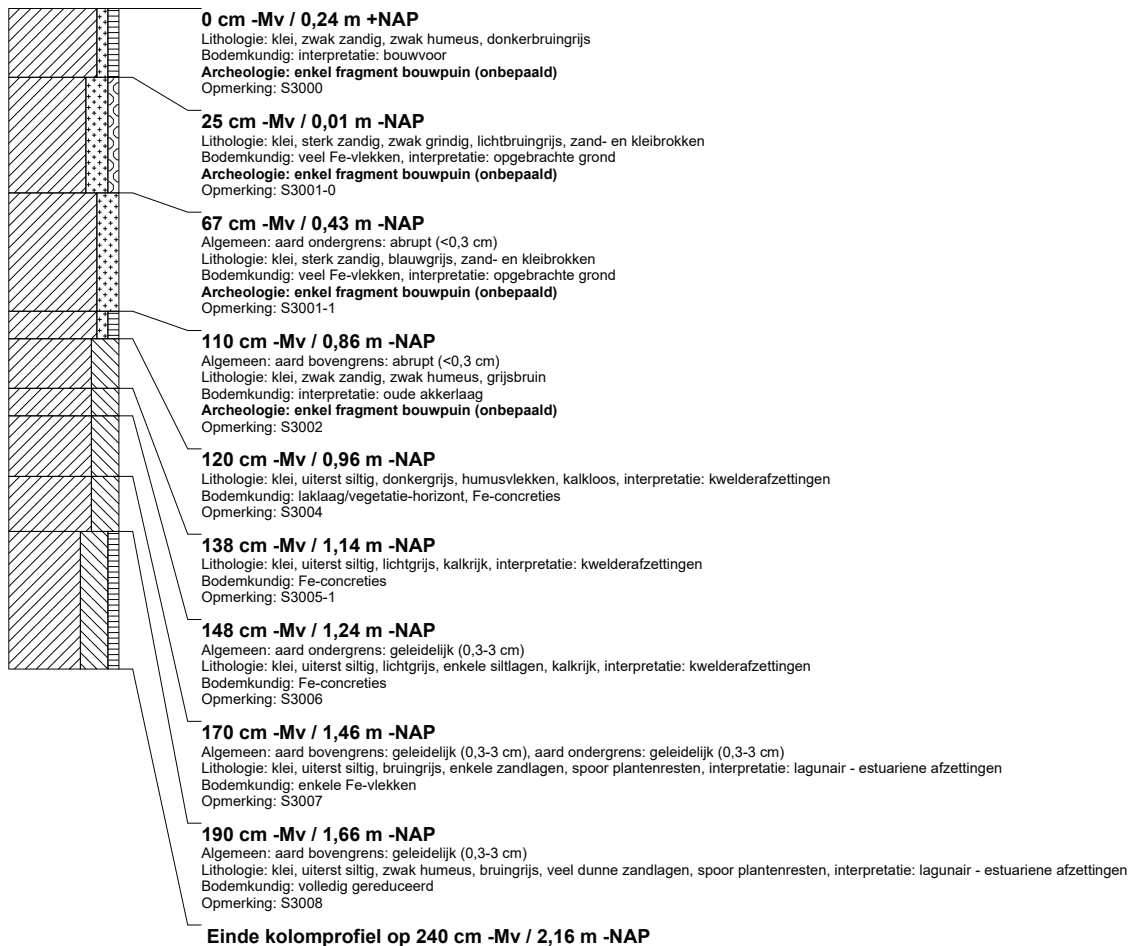 0 cm -Mv / 0,24 m +NAP
Lithologie: klei, zwak zandig, zwak humeus, donkerbruingrijs
Bodemkundig: interpretatie: bouwvoor
Archeologie: enkel fragment bouwpuin (onbepaald)
Opmerking: S3000
25 cm -Mv / 0,01 m -NAP
Lithologie: klei, sterk zandig, zwak grindig, lichtbruingrijs, zand- en kleibrokken
Bodemkundig: veel Fe-vlekken, interpretatie: opgebrachte grond
Archeologie: enkel fragment bouwpuin (onbepaald)
Opmerking: S3001-0
67 cm -Mv / 0,43 m -NAP
Algemeen: aard ondergrens: abrupt (<0,3 cm)
Lithologie: klei, sterk zandig, blauwgrijs, zand- en kleibrokken
Bodemkundig: veel Fe-vlekken, interpretatie: opgebrachte grond
Archeologie: enkel fragment bouwpuin (onbepaald)
Opmerking: S3001-1
110 cm -Mv / 0,86 m -NAP
Algemeen: aard bovengrens: abrupt (<0,3 cm)
Lithologie: klei, zwak zandig, zwak humeus, grijsbruin
Bodemkundig: interpretatie: oude akkerlaag
Archeologie: enkel fragment bouwpuin (onbepaald)
Opmerking: S3002
120 cm -Mv / 0,96 m -NAP
Lithologie: klei, uiterst siltig, donkergrijs, humusvlekken, kalkloos, interpretatie: kwelderafzettingen
Bodemkundig: laklaag/vegetatie-horizont, Fe-concreties
Opmerking: S3004
138 cm -Mv / 1,14 m -NAP
Lithologie: klei, uiterst siltig, lichtgrijs, kalkrijk, interpretatie: kwelderafzettingen
Bodemkundig: Fe-concreties
Opmerking: S3005-1
148 cm -Mv / 1,24 m -NAP
Algemeen: aard ondergrens: geleidelijk (0,3-3 cm)
Lithologie: klei, uiterst siltig, lichtgrijs, enkele siltlagen, kalkrijk, interpretatie: kwelderafzettingen
Bodemkundig: Fe-concreties
Opmerking: S3006
170 cm -Mv / 1,46 m -NAP
Algemeen: aard bovengrens: geleidelijk (0,3-3 cm), aard ondergrens: geleidelijk (0,3-3 cm)
Lithologie: klei, uiterst siltig, bruingrijs, enkele zandlagen, spoor plantenresten, interpretatie: lagunair - estuariene afzettingen
Bodemkundig: enkele Fe-vlekken
Opmerking: S3007
190 cm -Mv / 1,66 m -NAP
Algemeen: aard bovengrens: geleidelijk (0,3-3 cm)
Lithologie: klei, uiterst siltig, zwak humeus, bruingrijs, veel dunne zandlagen, spoor plantenresten, interpretatie: lagunair - estuariene afzettingen
Bodemkundig: volledig gereduceerd
Opmerking: S3008
Einde kolomprofiel op 240 cm -Mv / 2,16 m -NAP